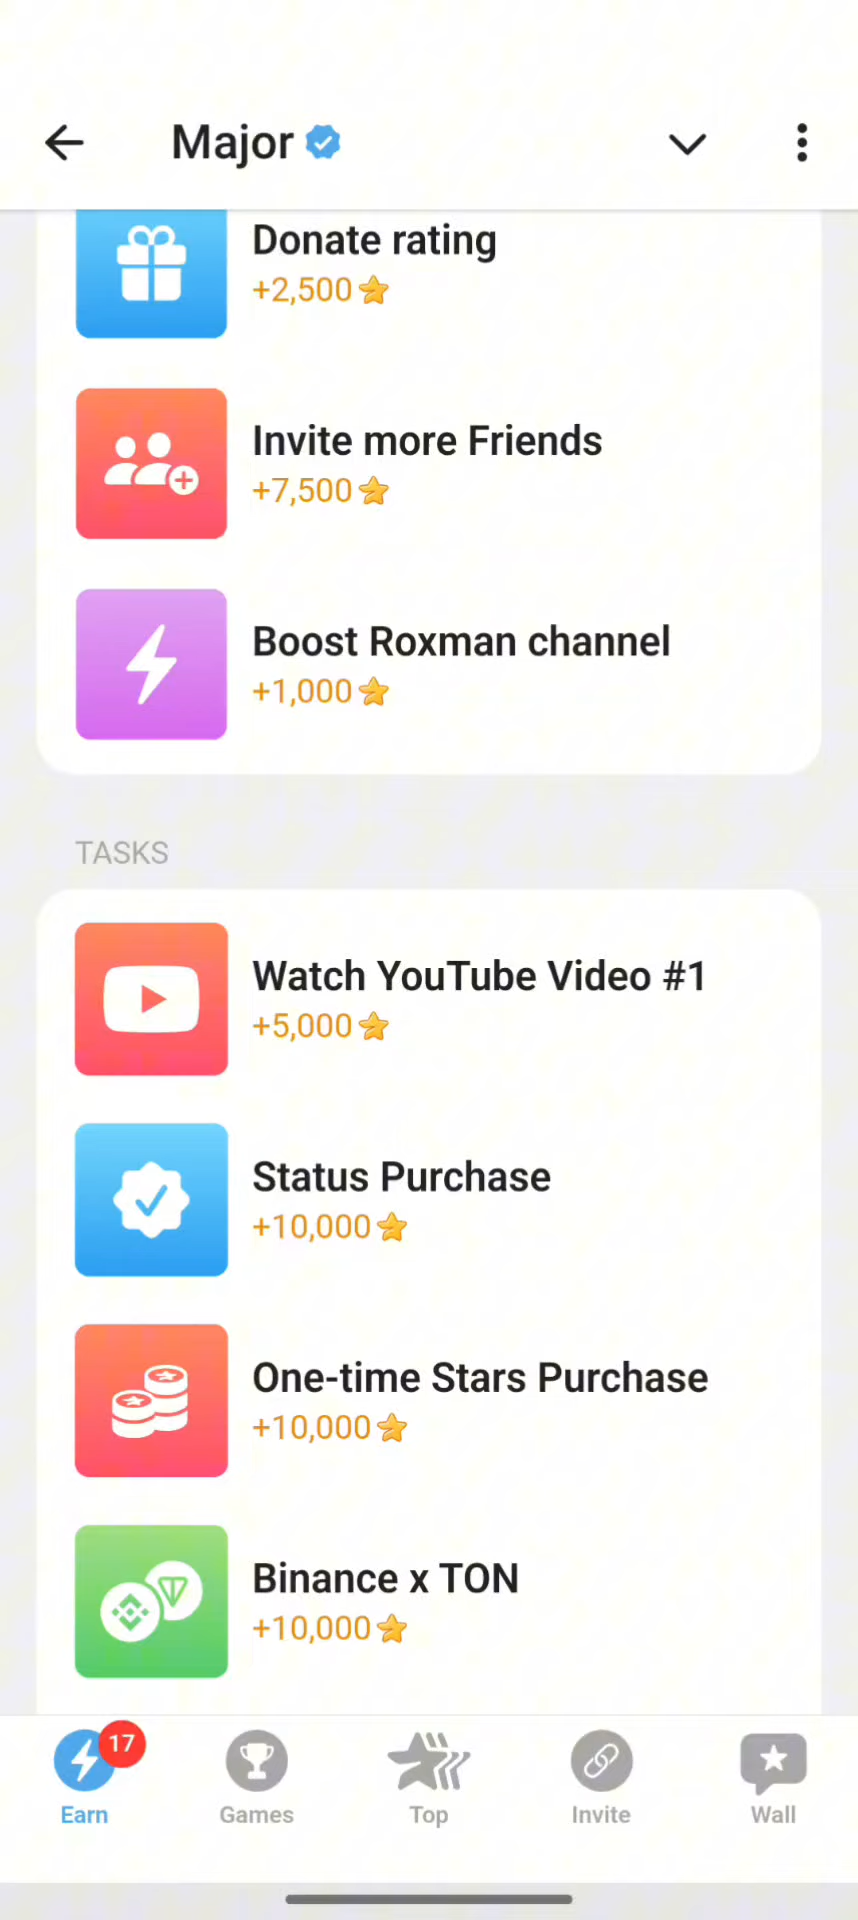 Major
Donate rating
+2,500
Invite more Friends
+7,500
Boost Roxman channel
+1,000
TASKS
Watch YouTube Video #1
+5,000
Status Purchase
+10,000
One-time Stars Purchase
+10,000
Binance x TON
+10,000
17
Earn
Games
Top
Invite
Wall